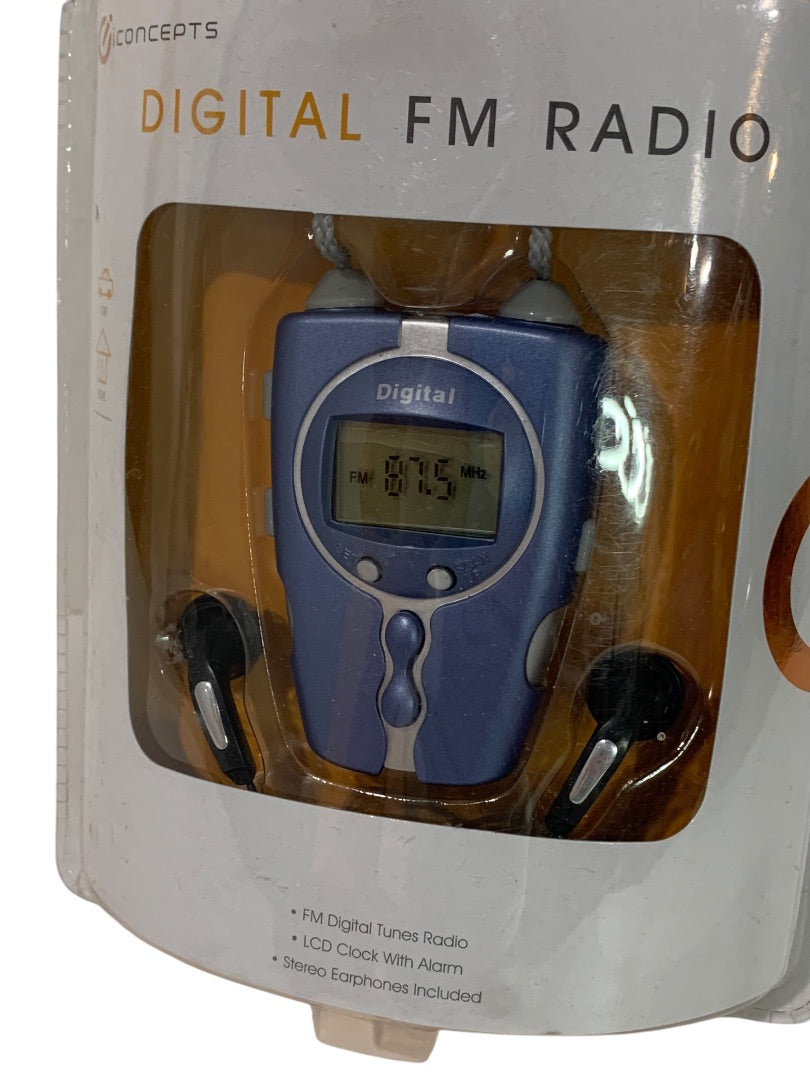 iCONCEPTS
DIGITAL FM RADIO
Digital
FM 87.5 MHz
• FM Digital Tunes Radio
• LCD Clock With Alarm
• Stereo Earphones Included